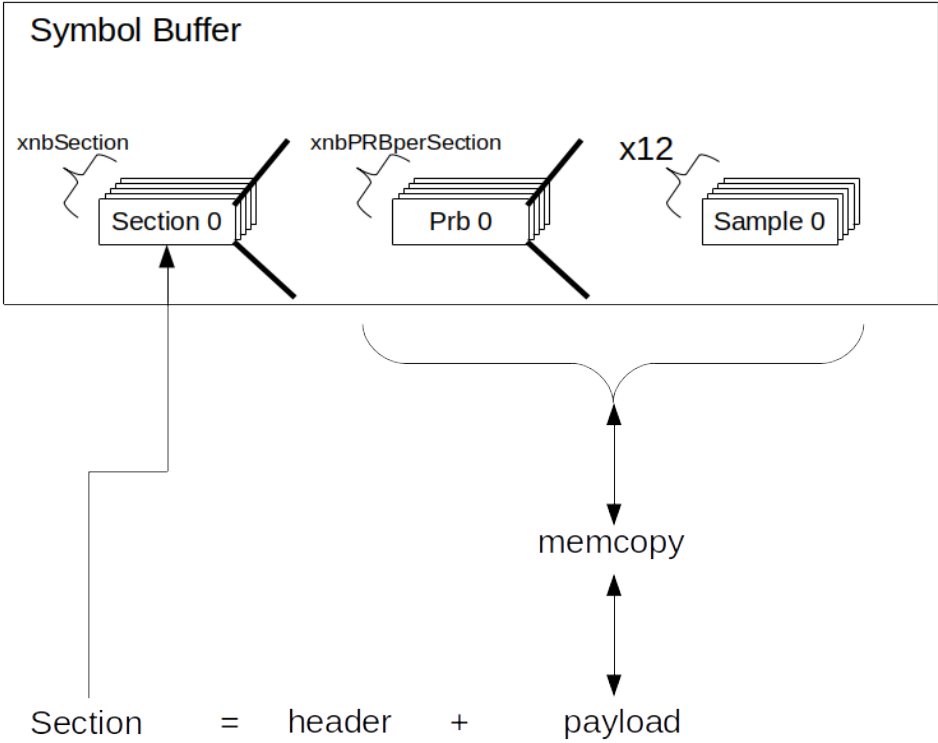 Symbol Buffer
xnbSection
xnbPRBperSection
x12
Section 0
Prb 0
Sample 0
memcopy
Section = header + payload